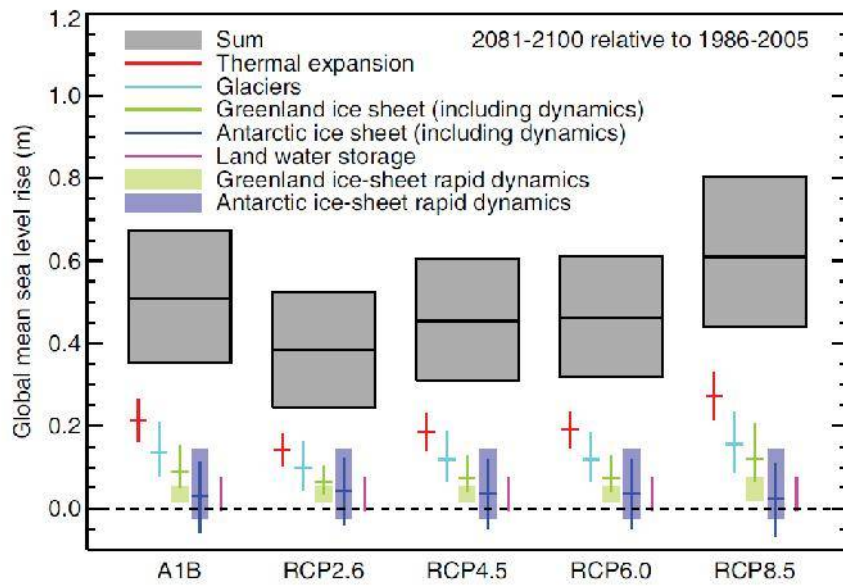 1.2
Sum
2081-2100 relative to 1986-2005
Thermal expansion
1.0
Glaciers
Greenland ice sheet (including dynamics)
Antarctic ice sheet (including dynamics)
Land water storage
0.8
Greenland ice-sheet rapid dynamics
Antarctic ice-sheet rapid dynamics
Global mean sea level rise (m)
0.6
0.4
0.2
0.0
A1B RCP2.6 RCP4.5 RCP6.0 RCP8.5